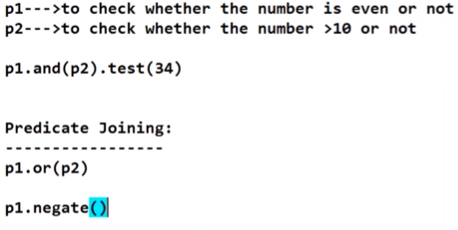 p1--->to check whether the number is even or not
p2--->to check whether the number >10 or not
p1.and(p2).test(34)
Predicate Joining:
-----------------
p1.or(p2)
p1.negate()